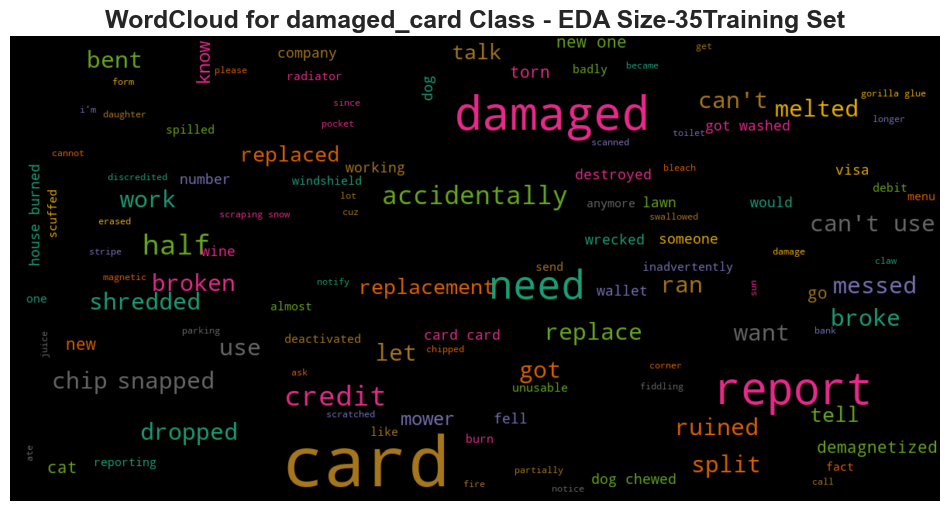 WordCloud for damaged_card Class - EDA Size-35Training Set
know
company
talk
new one
get
bent
please
radiator
torn
badly
became
form
dog
can't
melted
gorilla glue
i'm
daughter
since
damaged
got washed
longer
spilled
pocket
toilet
scanned
cannot
replaced
working
destroyed
bleach
visa
discredited
number
windshield
debit
menu
house burned
scuffed
work
lot
accidentally
anymore
lawn
would
erased
scraping snow
cuz
swallowed
can't use
stripe
half
wine
wrecked
someone
damage
claw
magnetic
broken
notify
send
inadvertently
sun
one
shredded
almost
replacement
need
wallet
ran
go
messed
juice
parking
deactivated
card card
replace
want
broke
bank
new
use
let
chipped
chip
snapped
ask
got
unusable
corner
fiddling
report
credit
scratched
mower
fell
tell
dropped
like
burn
ruined
demagnetized
ate
cat
reporting
card
partially
split
fact
fire
notice
dog chewed
call